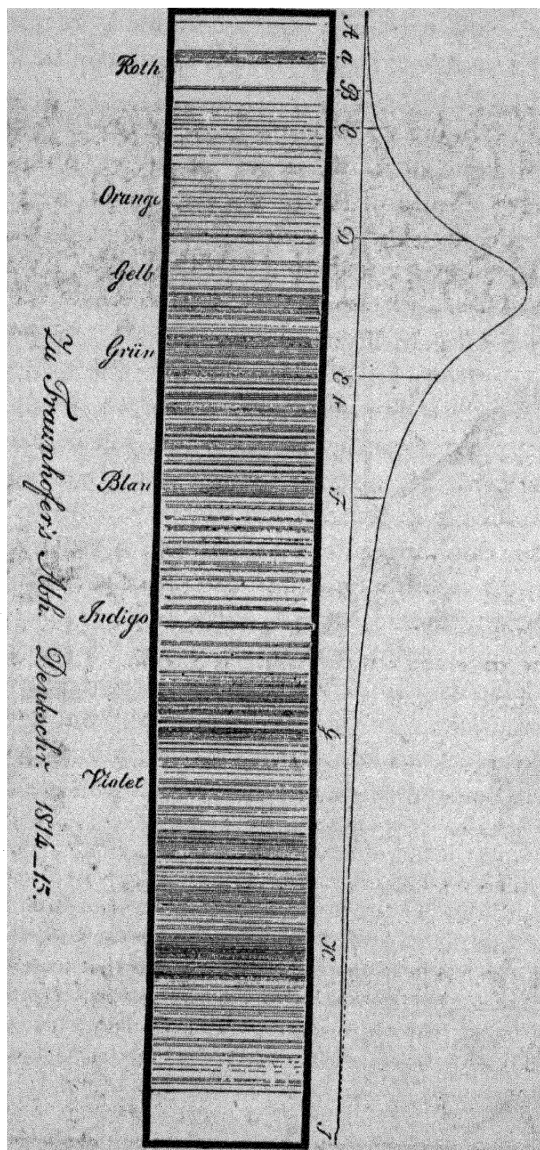 Roth
Orange
Gelb
Grün
Blau
Indigo
Violet
A
a
B
C
D
E
b
F
G
H
I
Zu Fraunhofer's Abh. Denkschr. 1814–15.